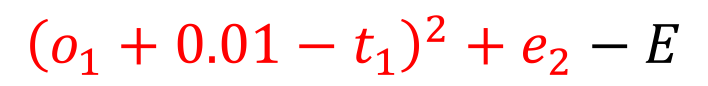 (o₁ + 0.01 − t₁)² + e₂ − E